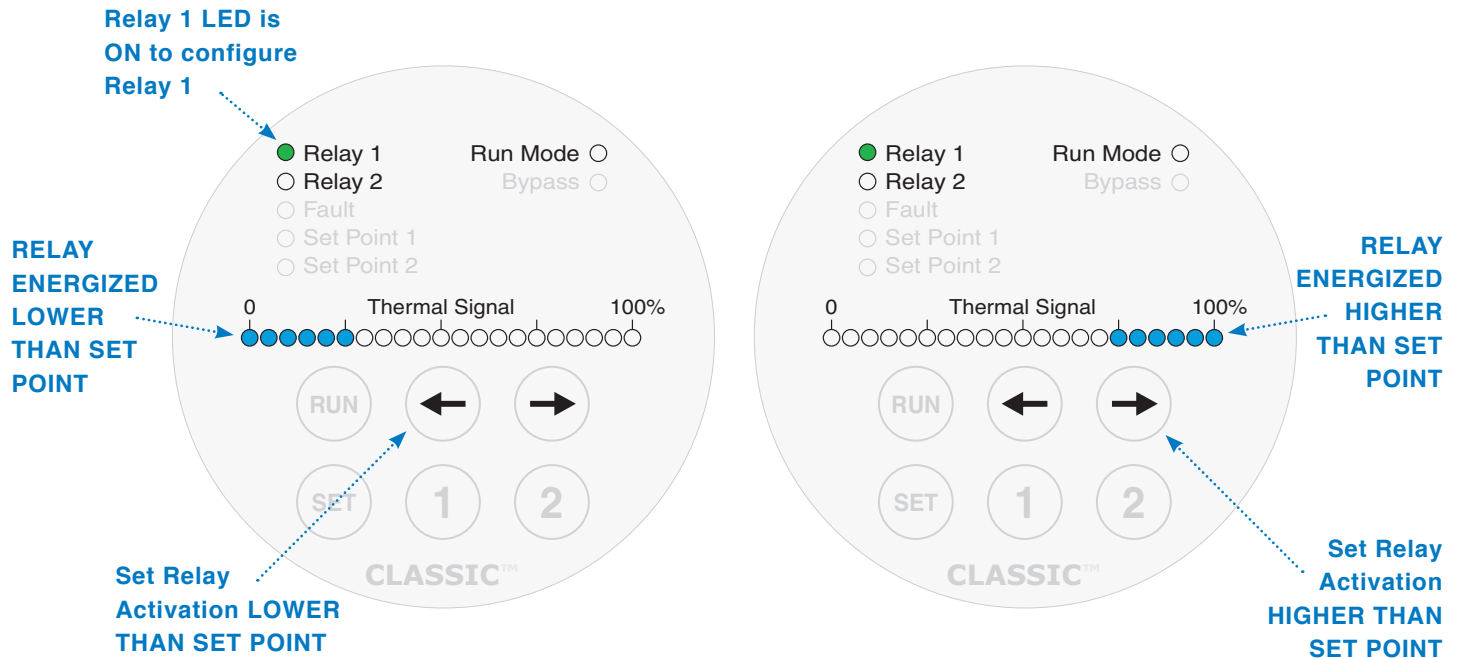 Relay 1 LED is
ON to configure
Relay 1
Relay 1
Run Mode
Relay 2
Bypass
Fault
Set Point 1
Set Point 2
RELAY
ENERGIZED
LOWER
THAN SET
POINT
0 Thermal Signal 100%
RUN
SET 1 2
CLASSIC™
Set Relay
Activation LOWER
THAN SET POINT
Relay 1
Run Mode
Relay 2
Bypass
Fault
Set Point 1
Set Point 2
RELAY
ENERGIZED
HIGHER
THAN SET
POINT
0 Thermal Signal 100%
RUN
SET 1 2
CLASSIC™
Set Relay
Activation
HIGHER THAN
SET POINT